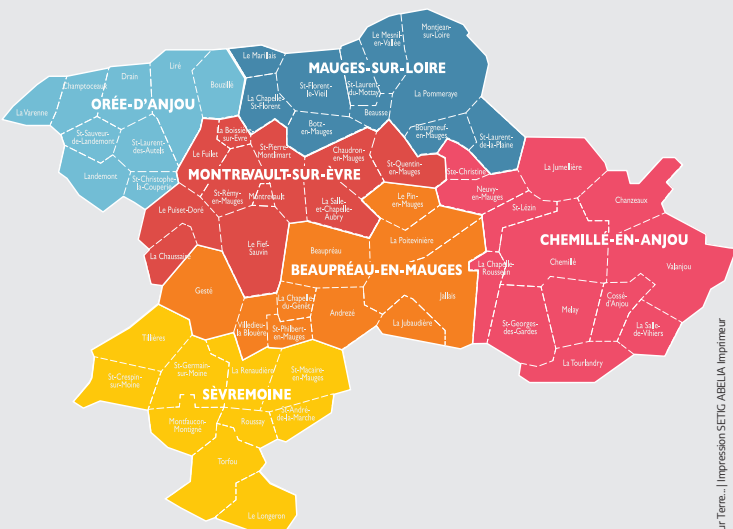 Le Mesnil-
en-Vallée
Montjean-
sur-Loire
Le Marillais
MAUGES-SUR-LOIRE
St-Florent-
le-Vieil
St-Laurent-
du-Mottay
La Chapelle-
St-Florent
La Pommeraye
Beausse
Botz-
en-Mauges
Bourgneuf-
en-Mauges
St-Laurent-
de-la-Plaine
Liré
Drain
Champtoceaux
Bouzillé
La Varenne
ORÉE-D'ANJOU
St-Sauveur-
de-Landemont
St-Laurent-
des-Autels
Landemont
St-Christophe-
la-Couperie
La Boissière-
sur-Èvre
St-Pierre-
Montlimart
Chaudron-
en-Mauges
St-Quentin-
en-Mauges
Le Fuilet
MONTREVAULT-SUR-ÈVRE
St-Rémy-
en-Mauges
Montrevault
La Salle-
et-Chapelle-
Aubry
Le Puiset-Doré
Le Fief-
Sauvin
La Chaussaire
Ste-Christine
La Jumellière
Neuvy-
en-Mauges
St-Lézin
Chanzeaux
CHEMILLÉ-EN-ANJOU
La Chapelle-
Rousselin
Chemillé
Valanjou
Cossé-
d'Anjou
Melay
St-Georges-
des-Gardes
La Salle-
de-Vihiers
La Tourlandry
Le Pin-
en-Mauges
Beaupréau
La Poitevinière
BEAUPRÉAU-EN-MAUGES
Gesté
La Chapelle-
du-Genêt
Jallais
Andrezé
Villedieu-
la-Blouère
St-Philbert-
en-Mauges
La Jubaudière
Tillières
St-Germain-
sur-Moine
La Renaudière
St-Macaire-
en-Mauges
St-Crespin-
sur-Moine
SÈVREMOINE
St-André-
de-la-Marche
Montfaucon-
Montigné
Roussay
Torfou
Le Longeron
ur Terre... | Impression SETIG ABELIA Imprimeur